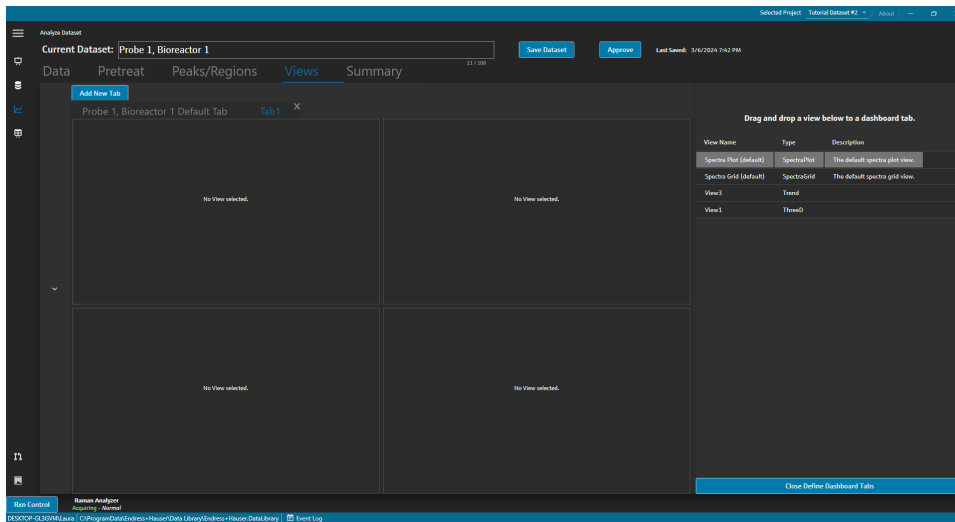 Selected Project Tutorial Dataset #2 About
Analyze Dataset
Current Dataset: Probe 1, Bioreactor 1 Save Dataset Approve Last Saved: 3/6/2024 7:42 PM
21 / 100
Data Pretreat Peaks/Regions Views Summary
Add New Tab
Probe 1, Bioreactor 1 Default Tab Tab1 X
Drag and drop a view below to a dashboard tab.
View Name Type Description
Spectra Plot (default) SpectraPlot The default spectra plot view.
Spectra Grid (default) SpectraGrid The default spectra grid view.
View3 Trend
View1 ThreeD
No View selected. No View selected.
No View selected. No View selected.
Close Define Dashboard Tabs
Rxn Control
Raman Analyzer
Acquiring - Normal
DESKTOP-GL3GVI4\Laura C:\ProgramData\Endress+Hauser\Data Library\Endress+Hauser.DataLibrary Event Log